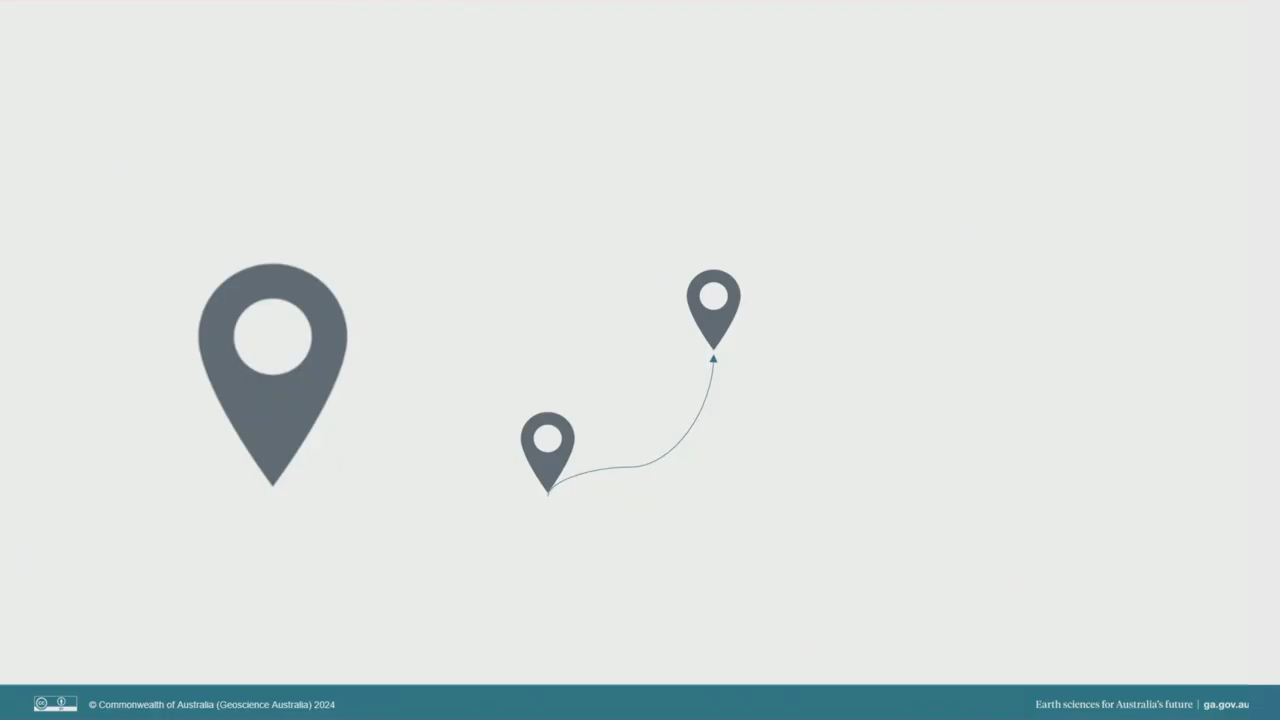 © Commonwealth of Australia (Geoscience Australia) 2024
Earth sciences for Australia's future | ga.gov.au